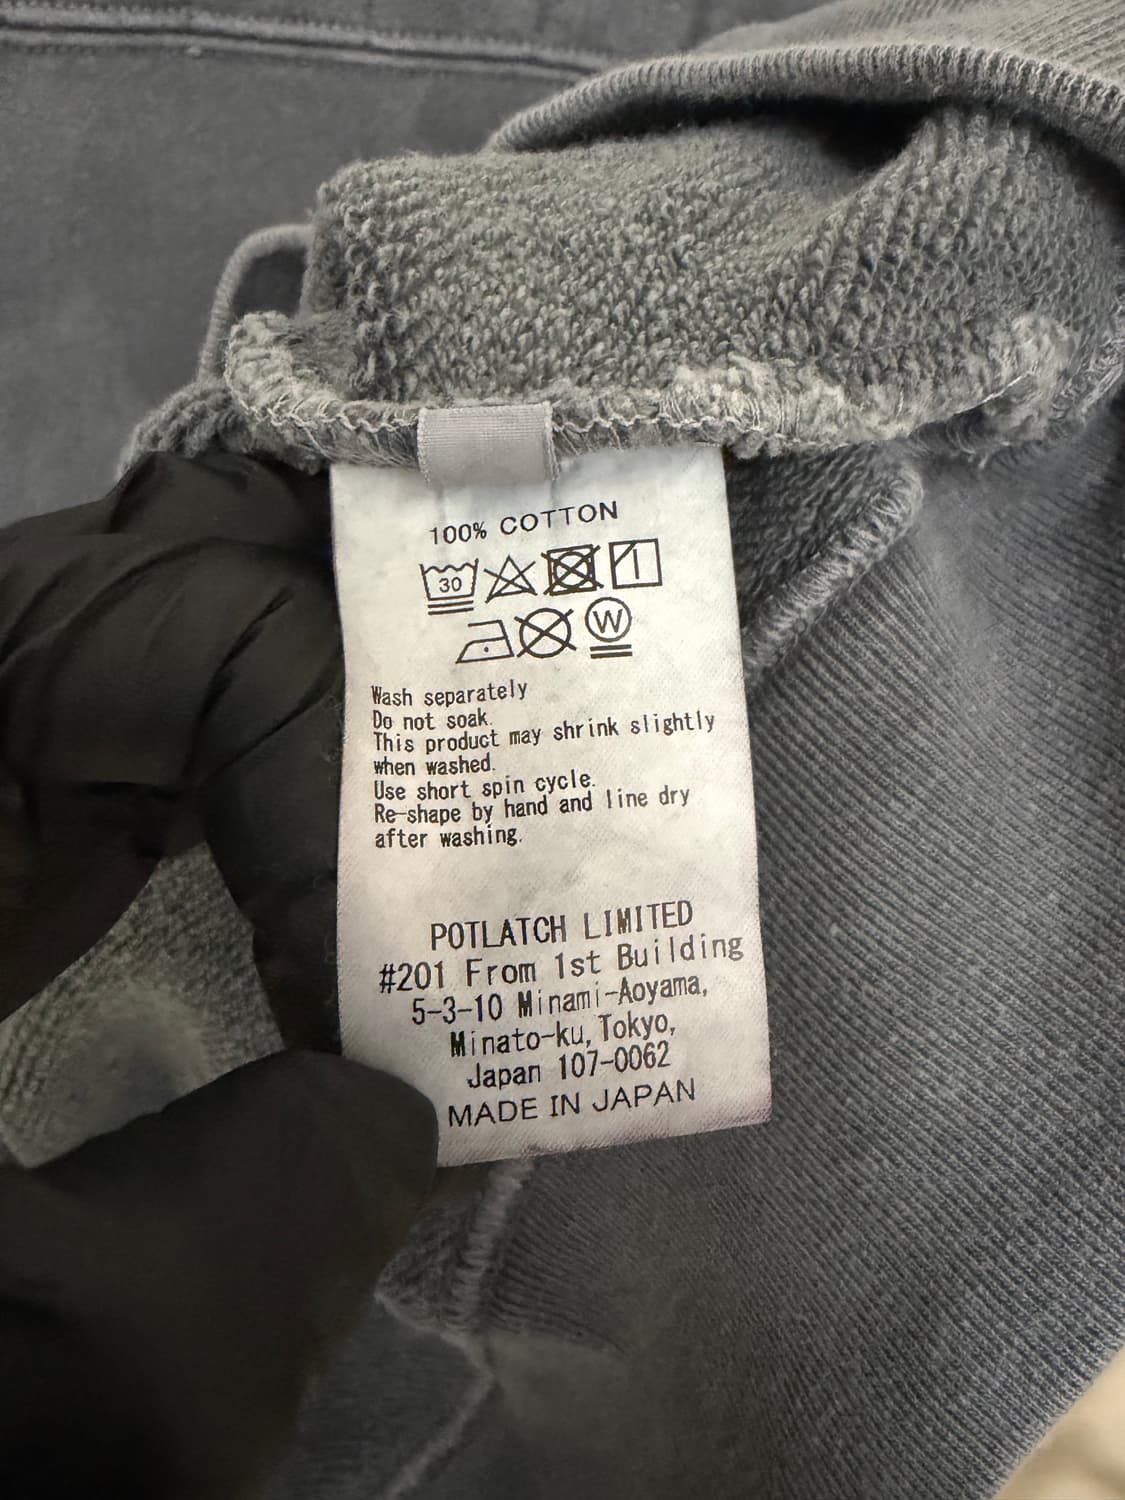 100% COTTON
30
W
Wash separately
Do not soak.
This product may shrink slightly
when washed.
Use short spin cycle.
Re-shape by hand and line dry
after washing.
POTLATCH LIMITED
#201 From 1st Building
5-3-10 Minami-Aoyama,
Minato-ku, Tokyo,
Japan 107-0062
MADE IN JAPAN